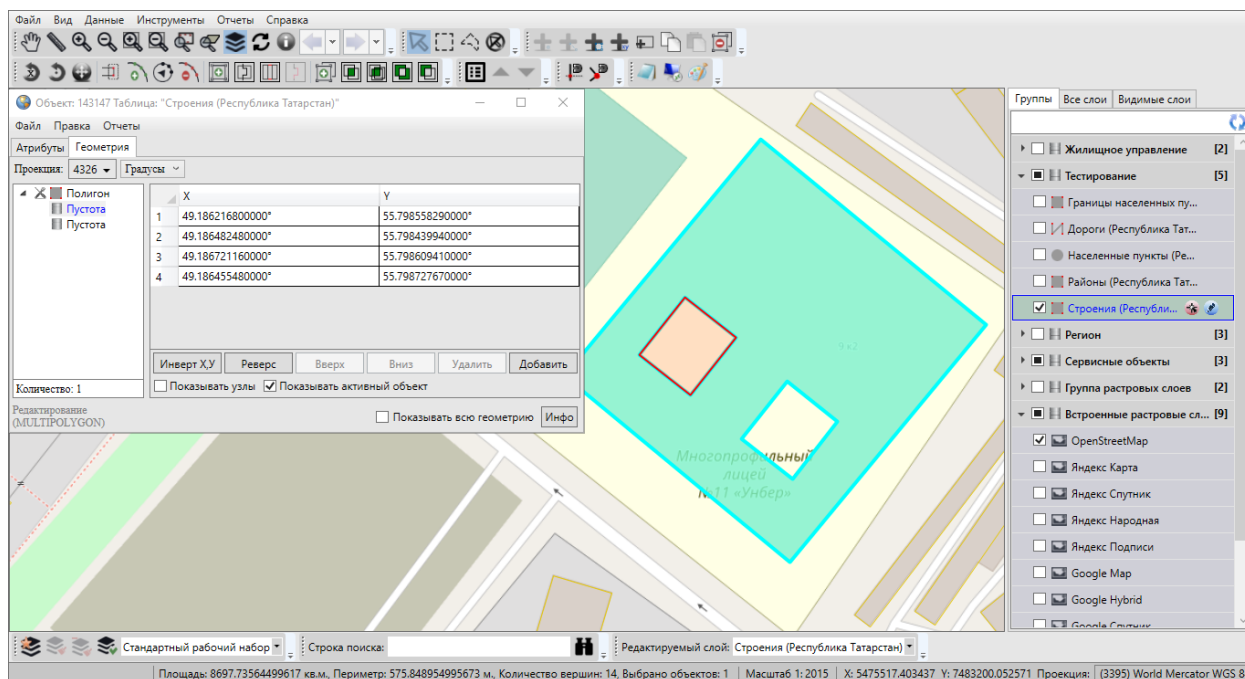 Файл Вид Данные Инструменты Отчеты Справка
Объект: 143147 Таблица: "Строения (Республика Татарстан)"
Файл Правка Отчеты
Атрибуты Геометрия
Проекция: 4326 Градусы
Полигон
Пустота
Пустота
X Y
1 49.186216800000° 55.798558290000°
2 49.186482480000° 55.798439940000°
3 49.186721160000° 55.798609410000°
4 49.186455480000° 55.798727670000°
Инверт X,У Реверс Вверх Вниз Удалить Добавить
Показывать узлы Показывать активный объект
Количество: 1
Редактирование
(MULTIPOLYGON)
Показывать всю геометрию Инфо
Многопрофильный
лицей
№11 «Унбер»
Группы Все слои Видимые слои
Жилищное управление [2]
Тестирование [5]
Границы населенных пу...
Дороги (Республика Тат...
Населенные пункты (Ре...
Районы (Республика Тат...
Строения (Республи...
Регион [3]
Сервисные объекты [3]
Группа растровых слоев [2]
Встроенные растровые сл... [9]
OpenStreetMap
Яндекс Карта
Яндекс Спутник
Яндекс Народная
Яндекс Подписи
Google Map
Google Hybrid
Google Спутник
Стандартный рабочий набор Строка поиска: Редактируемый слой: Строения (Республика Татарстан)
Площадь: 8697.73564499617 кв.м., Периметр: 575.848954995673 м., Количество вершин: 14, Выбрано объектов: 1 Масштаб 1: 2015 X: 5475517.403437 Y: 7483200.052571 Проекция: (3395) World Mercator WGS 8